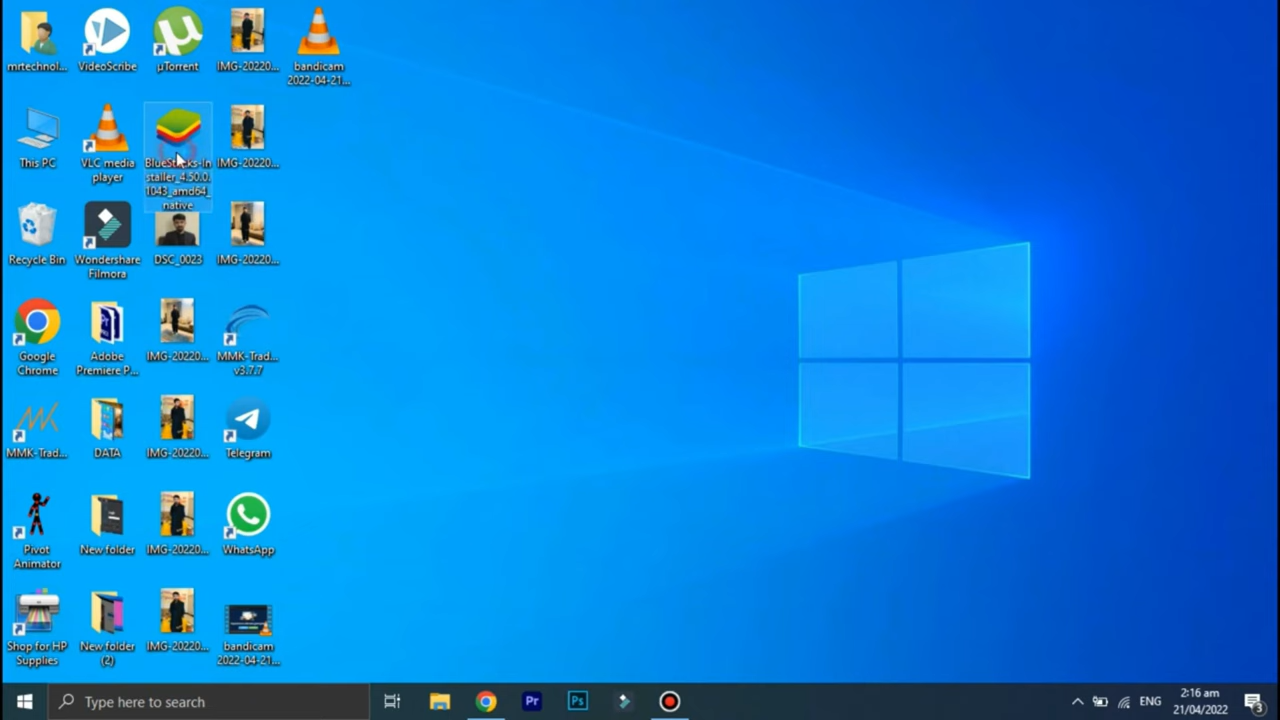 mrtechnol...
VideoScribe
µTorrent
IMG-20220...
bandicam
2022-04-21...
This PC
VLC media
player
BlueStacks-In
staller_4.50.0.
1043_amd64_
native
IMG-20220...
Recycle Bin
Wondershare
Filmora
DSC_0023
IMG-20220...
Google
Chrome
Adobe
Premiere P...
IMG-20220...
MMK-Trad...
v3.7.7
MMK-Trad...
DATA
IMG-20220...
Telegram
Pivot
Animator
New folder
IMG-20220...
WhatsApp
Shop for HP
Supplies
New folder
(2)
IMG-20220...
bandicam
2022-04-21...
Type here to search
Pr
Ps
ENG
2:16 am
21/04/2022
3